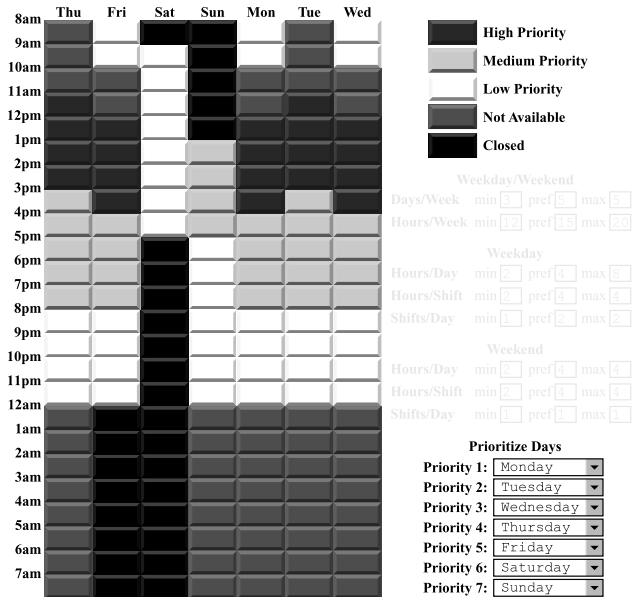 Thu Fri Sat Sun Mon Tue Wed
8am
9am
10am
11am
12pm
1pm
2pm
3pm
4pm
5pm
6pm
7pm
8pm
9pm
10pm
11pm
12am
1am
2am
3am
4am
5am
6am
7am
High Priority
Medium Priority
Low Priority
Not Available
Closed
Weekday/Weekend
Days/Week min 3 pref 5 max 5
Hours/Week min 12 pref 15 max 20
Weekday
Hours/Day min 2 pref 4 max 8
Hours/Shift min 2 pref 4 max 4
Shifts/Day min 1 pref 2 max 2
Weekend
Hours/Day min 2 pref 4 max 4
Hours/Shift min 2 pref 4 max 4
Shifts/Day min 1 pref 1 max 1
Prioritize Days
Priority 1: Monday
Priority 2: Tuesday
Priority 3: Wednesday
Priority 4: Thursday
Priority 5: Friday
Priority 6: Saturday
Priority 7: Sunday